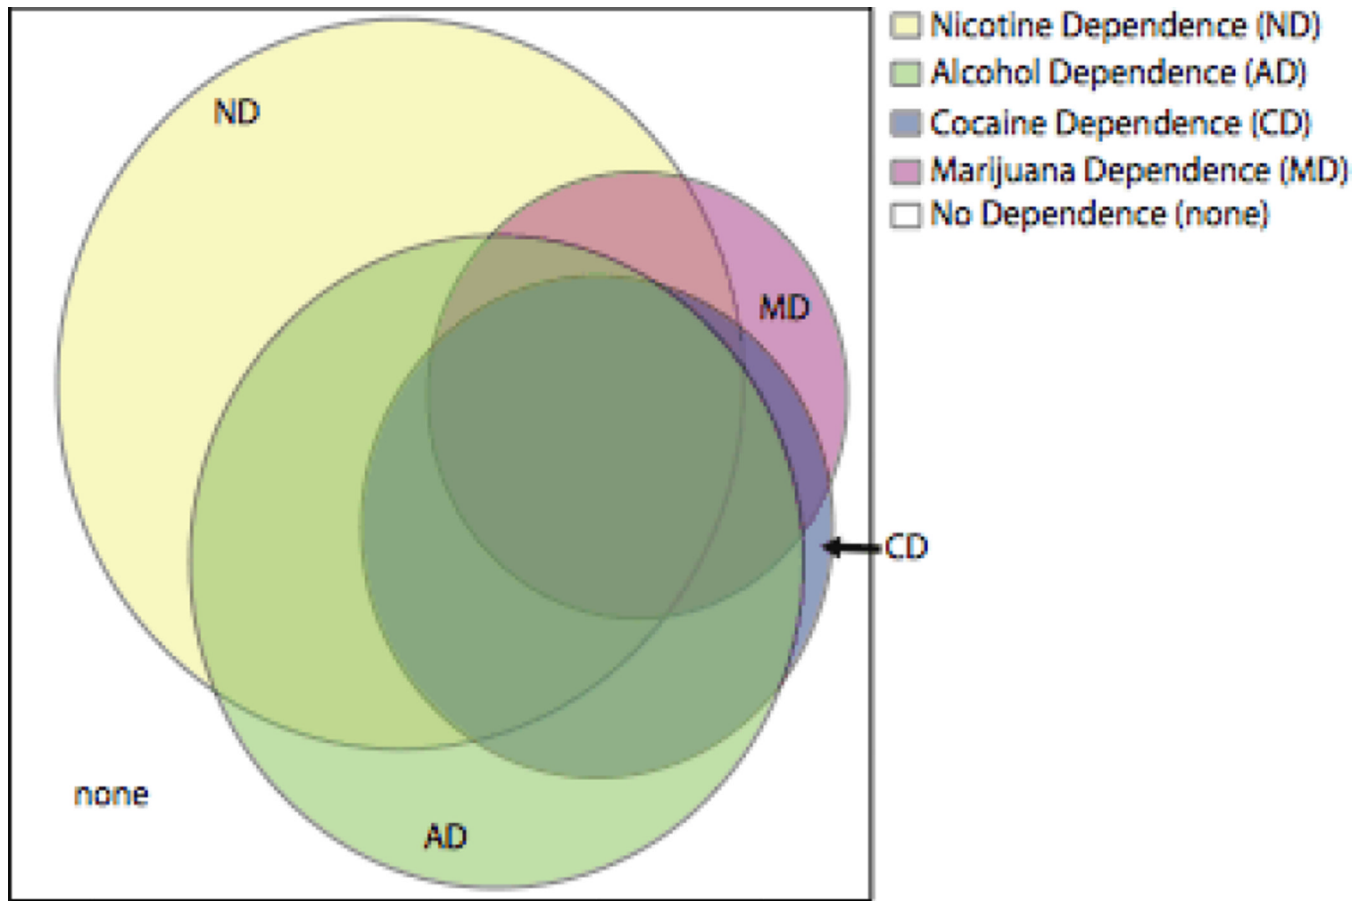 Nicotine Dependence (ND)
Alcohol Dependence (AD)
Cocaine Dependence (CD)
Marijuana Dependence (MD)
No Dependence (none)
ND
MD
CD
none
AD